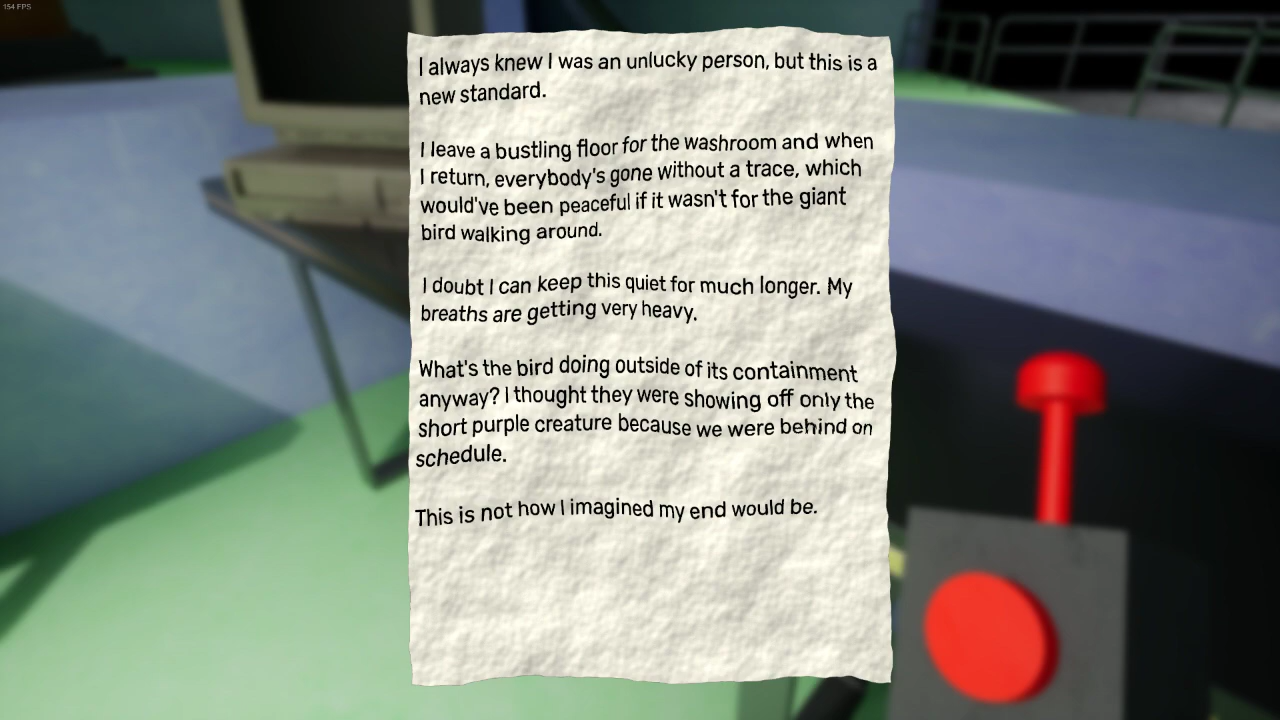 154 FPS
I always knew I was an unlucky person, but this is a
new standard.
I leave a bustling floor for the washroom and when
I return, everybody's gone without a trace, which
would've been peaceful if it wasn't for the giant
bird walking around.
I doubt I can keep this quiet for much longer. My
breaths are getting very heavy.
What's the bird doing outside of its containment
anyway? I thought they were showing off only the
short purple creature because we were behind on
schedule.
This is not how I imagined my end would be.